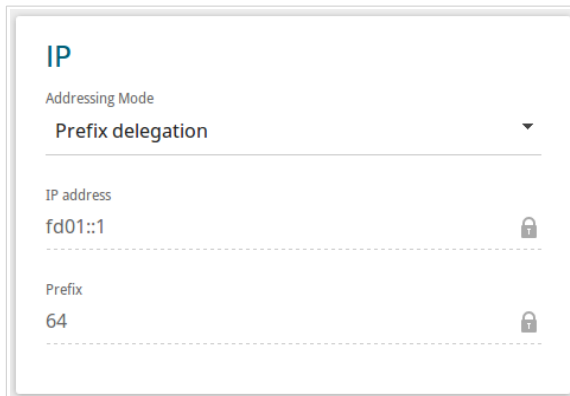 IP
Addressing Mode
Prefix delegation
IP address
fd01::1
Prefix
64